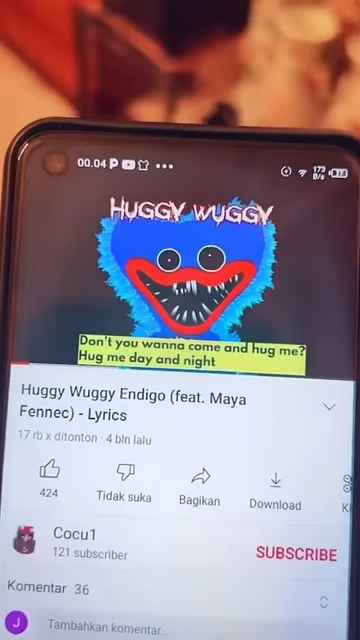 00.04
173
B/s
HUGGY WUGGY
Don't you wanna come and hug me?
Hug me day and night
Huggy Wuggy Endigo (feat. Maya
Fennec) - Lyrics
17 rb x ditonton · 4 bln lalu
424
Tidak suka
Bagikan
Download
Cocu1
121 subscriber
SUBSCRIBE
Komentar 36
J
Tambahkan komentar..